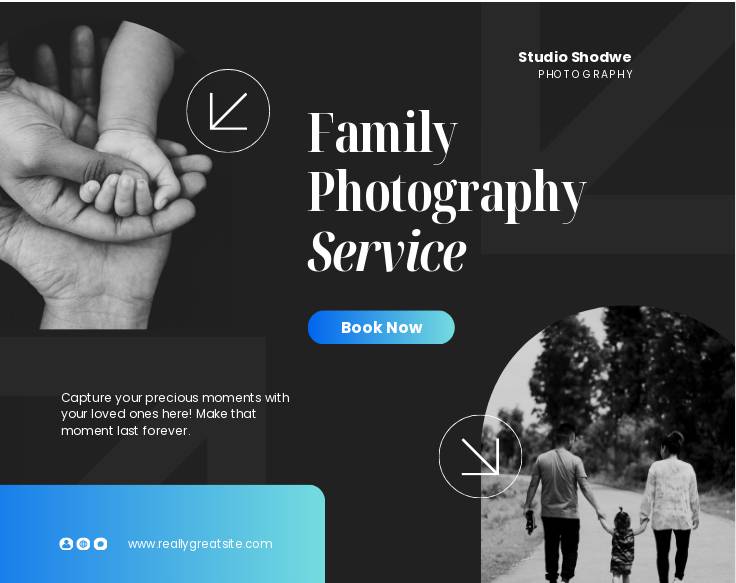 Studio Shodwe
PHOTOGRAPHY
Family
Photography
Service
Book Now
Capture your precious moments with
your loved ones here! Make that
moment last forever.
www.reallygreatsite.com